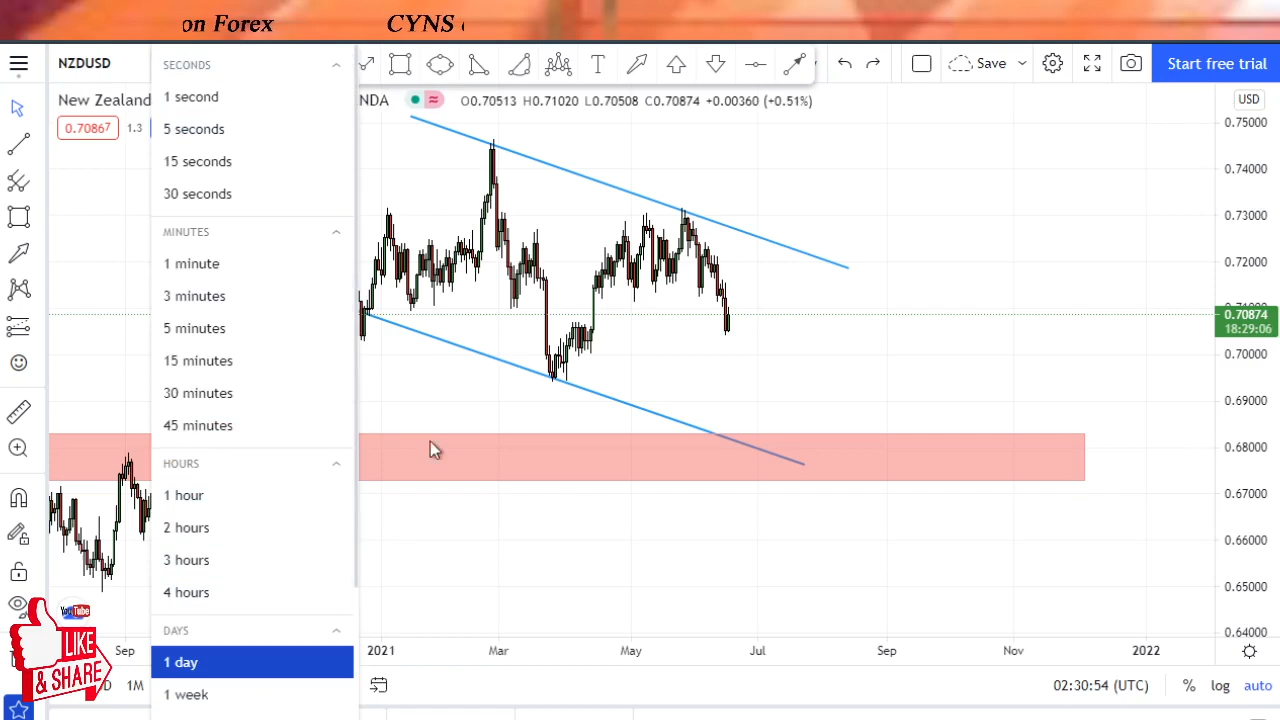 on Forex CYNS
NZDUSD
SECONDS
Save
Start free trial
New Zealand
NDA
O0.70513 H0.71020 L0.70508 C0.70874 +0.00360 (+0.51%)
USD
0.70867
1.3
1 second
5 seconds
15 seconds
30 seconds
MINUTES
1 minute
3 minutes
5 minutes
15 minutes
30 minutes
45 minutes
HOURS
1 hour
2 hours
3 hours
4 hours
DAYS
1 day
1 week
0.75000
0.74000
0.73000
0.72000
0.71000
0.70874
18:29:06
0.70000
0.69000
0.68000
0.67000
0.66000
0.65000
0.64000
YouTube
LIKE
& SHARE
Sep
2021
Mar
May
Jul
Sep
Nov
2022
D
1M
02:30:54 (UTC)
%
log
auto